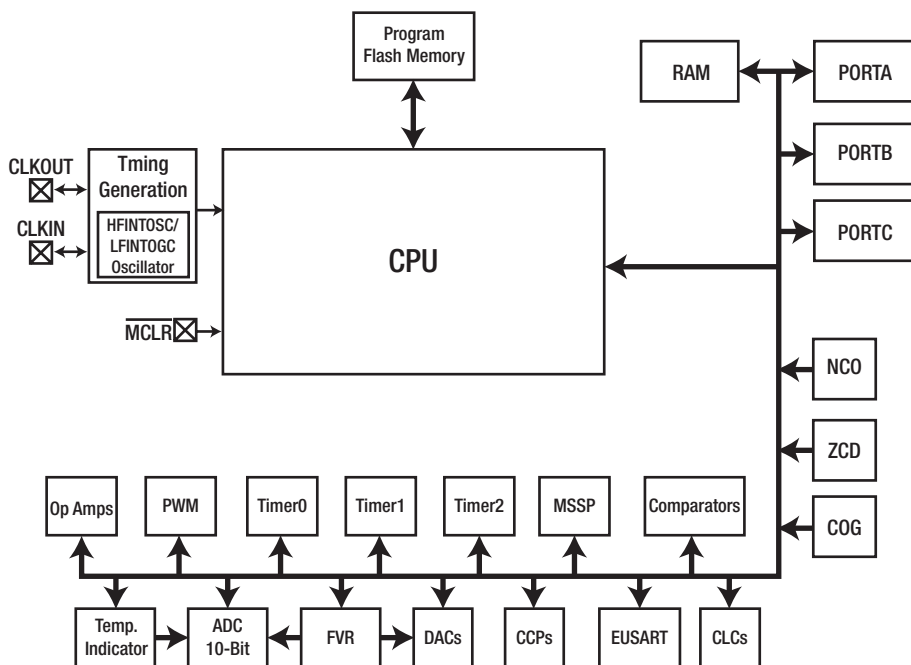 Program
Flash Memory
RAM
PORTA
PORTB
PORTC
CLKOUT
CLKIN
Tming
Generation
HFINTOSC/
LFINTOGC
Oscillator
CPU
MCLR
NCO
ZCD
COG
Op Amps
PWM
Timer0
Timer1
Timer2
MSSP
Comparators
Temp.
Indicator
ADC
10-Bit
FVR
DACs
CCPs
EUSART
CLCs